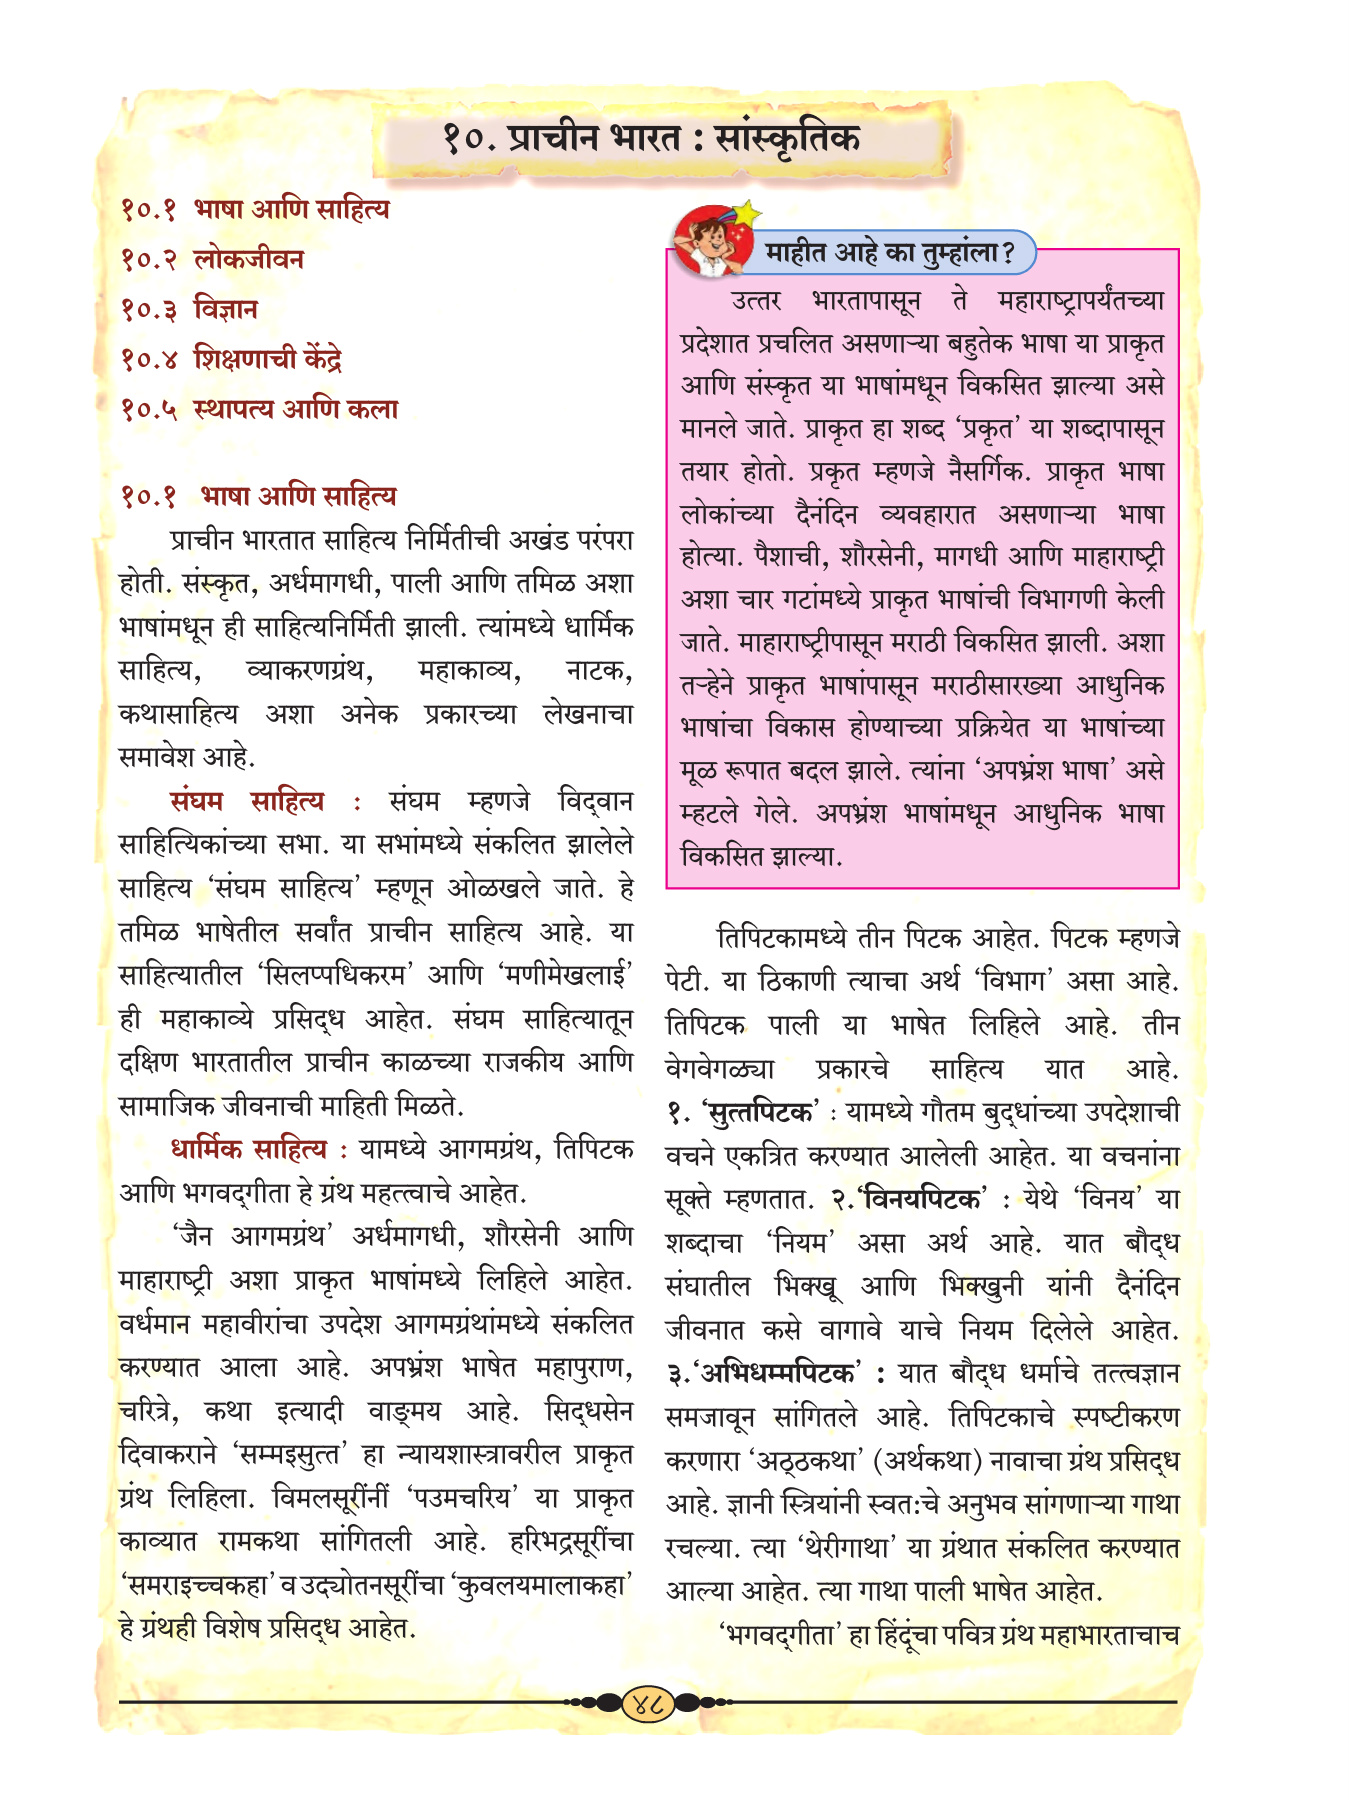 १०. प्राचीन भारत : सांस्कृतिक
१०.१ भाषा आणि साहित्य
१०.२ लोकजीवन
१०.३ विज्ञान
१०.४ शिक्षणाची केंद्रे
१०.५ स्थापत्य आणि कला
१०.१ भाषा आणि साहित्य
प्राचीन भारतात साहित्य निर्मितीची अखंड परंपरा
होती. संस्कृत, अर्धमागधी, पाली आणि तमिळ अशा
भाषांमधून ही साहित्यनिर्मिती झाली. त्यांमध्ये धार्मिक
साहित्य, व्याकरणग्रंथ, महाकाव्य, नाटक,
कथासाहित्य अशा अनेक प्रकारच्या लेखनाचा
समावेश आहे.
संघम साहित्य : संघम म्हणजे विद्‌वान
साहित्यिकांच्या सभा. या सभांमध्ये संकलित झालेले
साहित्य ‘संघम साहित्य’ म्हणून ओळखले जाते. हे
तमिळ भाषेतील सर्वांत प्राचीन साहित्य आहे. या
साहित्यातील ‘सिलप्पधिकरम’ आणि ‘मणीमेखलाई’
ही महाकाव्ये प्रसिद्‌ध आहेत. संघम साहित्यातून
दक्षिण भारतातील प्राचीन काळच्या राजकीय आणि
सामाजिक जीवनाची माहिती मिळते.
धार्मिक साहित्य : यामध्ये आगमग्रंथ, तिपिटक
आणि भगवद्‌गीता हे ग्रंथ महत्त्वाचे आहेत.
‘जैन आगमग्रंथ’ अर्धमागधी, शौरसेनी आणि
माहाराष्ट्री अशा प्राकृत भाषांमध्ये लिहिले आहेत.
वर्धमान महावीरांचा उपदेश आगमग्रंथांमध्ये संकलित
करण्यात आला आहे. अपभ्रंश भाषेत महापुराण,
चरित्रे, कथा इत्यादी वाङ्‌मय आहे. सिद्‌धसेन
दिवाकराने ‘सम्मइसुत्त’ हा न्यायशास्त्रावरील प्राकृत
ग्रंथ लिहिला. विमलसूरींनीं ‘पउमचरिय’ या प्राकृत
काव्यात रामकथा सांगितली आहे. हरिभद्रसूरींचा
‘समराइच्चकहा’ व उद्‌योतनसूरींचा ‘कुवलयमालाकहा’
हे ग्रंथही विशेष प्रसिद्‌ध आहेत.
माहीत आहे का तुम्हांला?
उत्तर भारतापासून ते महाराष्ट्रापर्यंतच्या
प्रदेशात प्रचलित असणाऱ्या बहुतेक भाषा या प्राकृत
आणि संस्कृत या भाषांमधून विकसित झाल्या असे
मानले जाते. प्राकृत हा शब्द ‘प्रकृत’ या शब्दापासून
तयार होतो. प्रकृत म्हणजे नैसर्गिक. प्राकृत भाषा
लोकांच्या दैनंदिन व्यवहारात असणाऱ्या भाषा
होत्या. पैशाची, शौरसेनी, मागधी आणि माहाराष्ट्री
अशा चार गटांमध्ये प्राकृत भाषांची विभागणी केली
जाते. माहाराष्ट्रीपासून मराठी विकसित झाली. अशा
तऱ्हेने प्राकृत भाषांपासून मराठीसारख्या आधुनिक
भाषांचा विकास होण्याच्या प्रक्रियेत या भाषांच्या
मूळ रूपात बदल झाले. त्यांना ‘अपभ्रंश भाषा’ असे
म्हटले गेले. अपभ्रंश भाषांमधून आधुनिक भाषा
विकसित झाल्या.
तिपिटकामध्ये तीन पिटक आहेत. पिटक म्हणजे
पेटी. या ठिकाणी त्याचा अर्थ ‘विभाग’ असा आहे.
तिपिटक पाली या भाषेत लिहिले आहे. तीन
वेगवेगळ्या प्रकारचे साहित्य यात आहे.
१. ‘सुत्तपिटक’ : यामध्ये गौतम बुद्‌धांच्या उपदेशाची
वचने एकत्रित करण्यात आलेली आहेत. या वचनांना
सूक्ते म्हणतात. २.‘विनयपिटक’ : येथे ‘विनय’ या
शब्दाचा ‘नियम’ असा अर्थ आहे. यात बौद्‌ध
संघातील भिक्खू आणि भिक्खुनी यांनी दैनंदिन
जीवनात कसे वागावे याचे नियम दिलेले आहेत.
३.‘अभिधम्मपिटक’ : यात बौद्‌ध धर्माचे तत्त्वज्ञान
समजावून सांगितले आहे. तिपिटकाचे स्पष्टीकरण
करणारा ‘अठ्‌ठकथा’ (अर्थकथा) नावाचा ग्रंथ प्रसिद्‌ध
आहे. ज्ञानी स्त्रियांनी स्वत:चे अनुभव सांगणाऱ्या गाथा
रचल्या. त्या ‘थेरीगाथा’ या ग्रंथात संकलित करण्यात
आल्या आहेत. त्या गाथा पाली भाषेत आहेत.
‘भगवद्‌गीता’ हा हिंदूंचा पवित्र ग्रंथ महाभारताचाच
४८